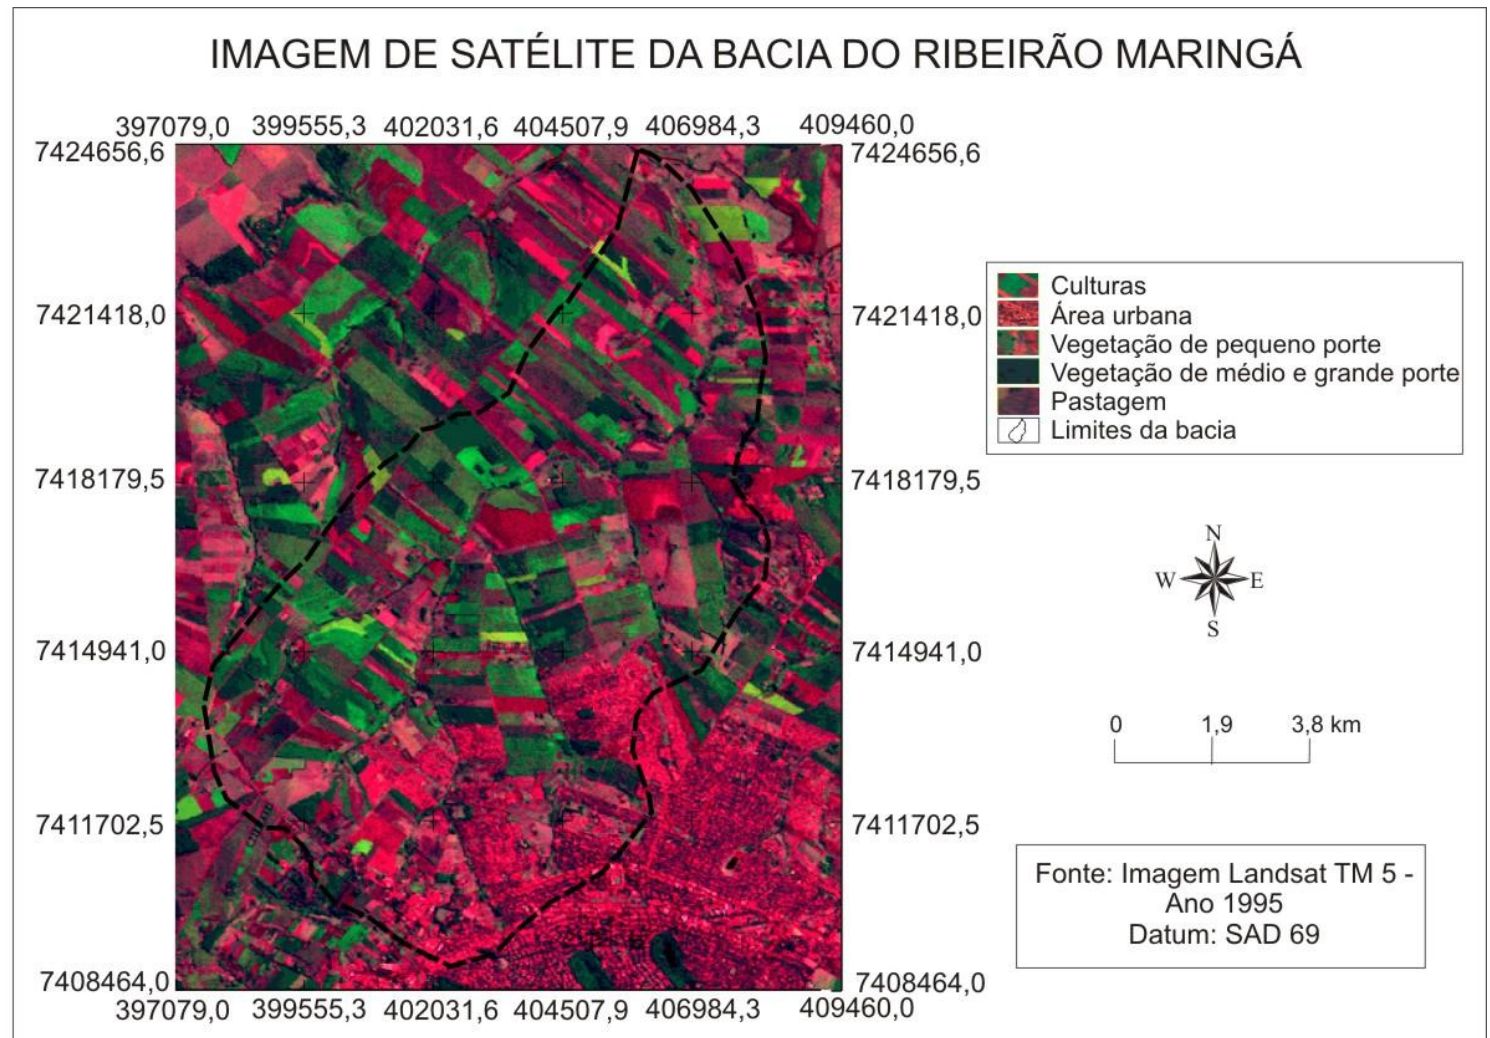 IMAGEM DE SATÉLITE DA BACIA DO RIBEIRÃO MARINGÁ
397079,0 399555,3 402031,6 404507,9 406984,3 409460,0
7424656,6 7424656,6
7421418,0 7421418,0
7418179,5 7418179,5
7414941,0 7414941,0
7411702,5 7411702,5
7408464,0 7408464,0
397079,0 399555,3 402031,6 404507,9 406984,3 409460,0
Culturas
Área urbana
Vegetação de pequeno porte
Vegetação de médio e grande porte
Pastagem
Limites da bacia
N
W E
S
0 1,9 3,8 km
Fonte: Imagem Landsat TM 5 -
Ano 1995
Datum: SAD 69